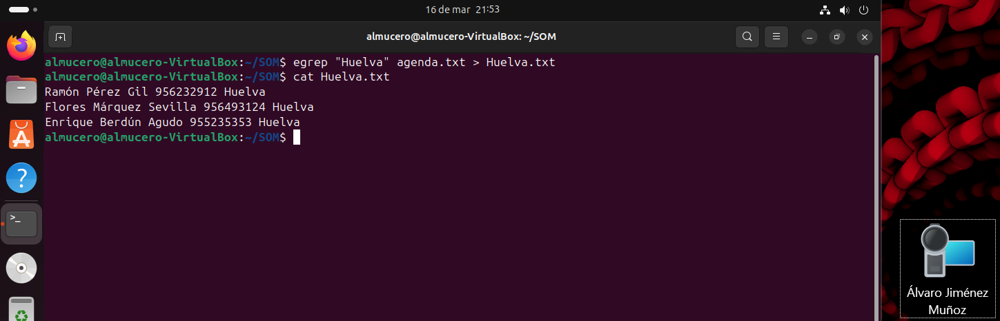 16 de mar 21:53
almucero@almucero-VirtualBox: ~/SOM
almucero@almucero-VirtualBox:~/SOM$ egrep "Huelva" agenda.txt > Huelva.txt
almucero@almucero-VirtualBox:~/SOM$ cat Huelva.txt
Ramón Pérez Gil 956232912 Huelva
Flores Márquez Sevilla 956493124 Huelva
Enrique Berdún Agudo 955235353 Huelva
almucero@almucero-VirtualBox:~/SOM$
Álvaro Jiménez
Muñoz